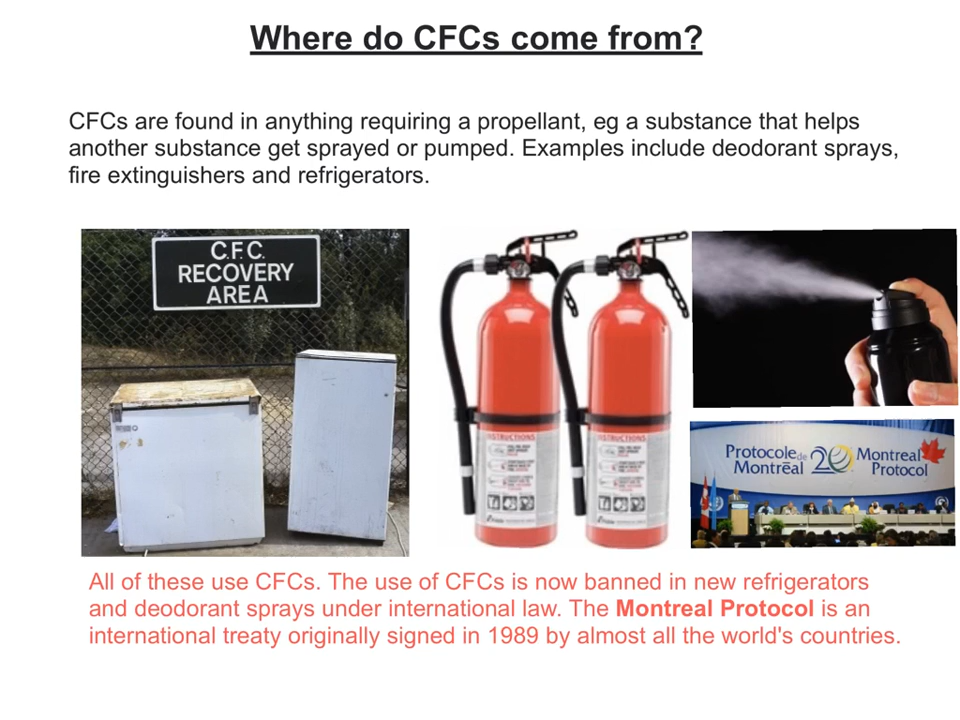 Where do CFCs come from?
CFCs are found in anything requiring a propellant, eg a substance that helps
another substance get sprayed or pumped. Examples include deodorant sprays,
fire extinguishers and refrigerators.
C.F.C.
RECOVERY
AREA
INSTRUCTIONS
INSTRUCTIONS
Protocole de
Montréal
20
Montreal
Protocol
All of these use CFCs. The use of CFCs is now banned in new refrigerators
and deodorant sprays under international law. The Montreal Protocol is an
international treaty originally signed in 1989 by almost all the world's countries.